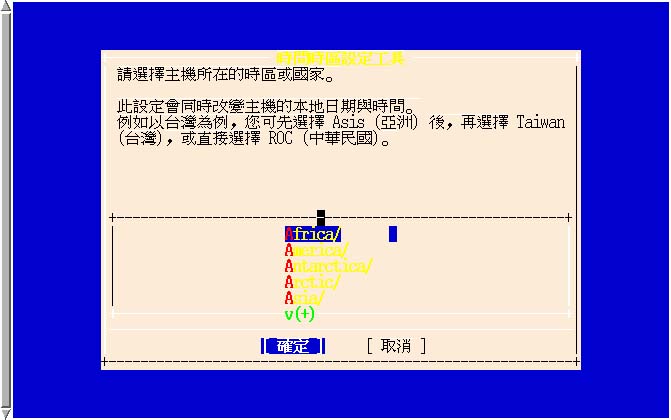 時間時區設定工具
請選擇主機所在的時區或國家。
此設定會同時改變主機的本地日期與時間。
例如以台灣為例，您可先選擇 Asis (亞洲) 後，再選擇 Taiwan
(台灣)，或直接選擇 ROC (中華民國)。
Africa/
America/
Antarctica/
Arctic/
Asia/
v(+)
確定 [ 取消 ]